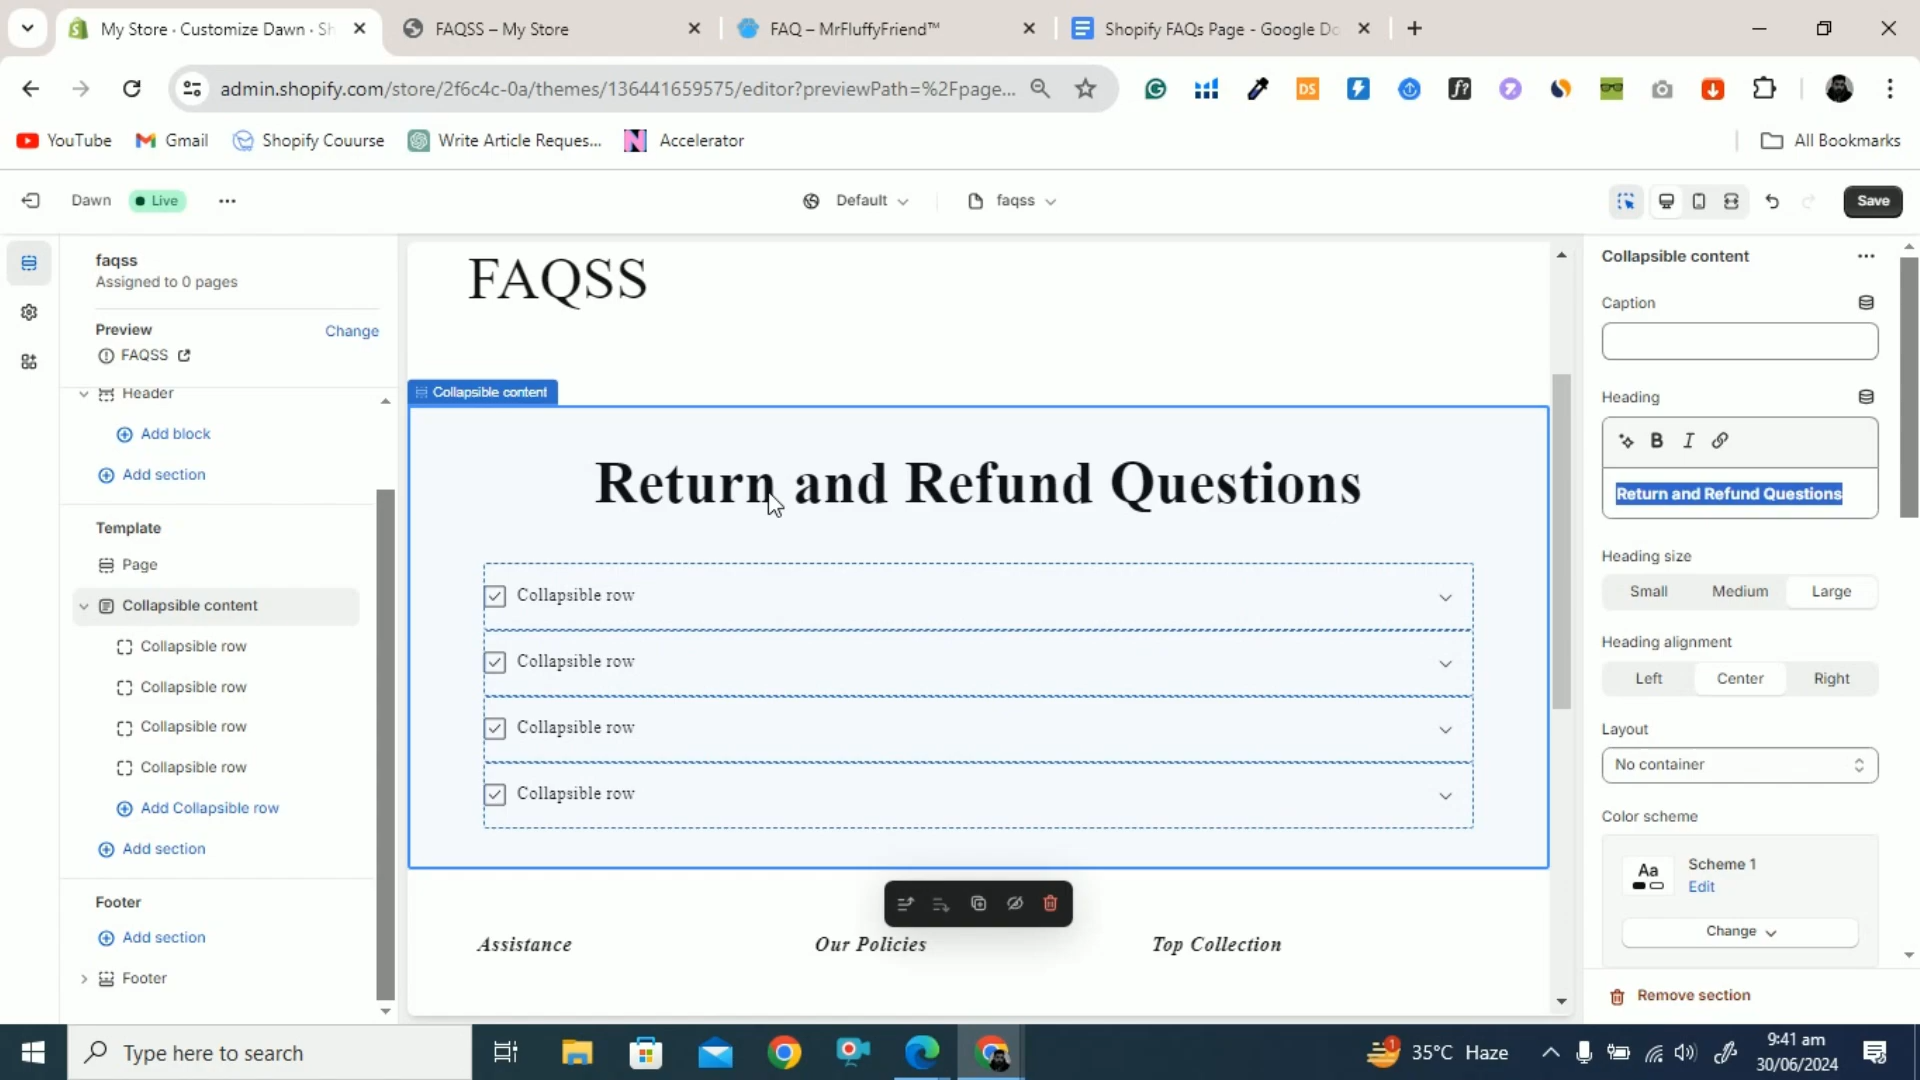 My Store · Customize Dawn · Sh
FAQSS – My Store
FAQ – MrFluffyFriend™
Shopify FAQs Page - Google Do
admin.shopify.com/store/2f6c4c-0a/themes/136441659575/editor?previewPath=%2Fpage...
YouTube
Gmail
Shopify Couurse
Write Article Reques...
Accelerator
All Bookmarks
Dawn
Live
Default
faqss
Save
faqss
Assigned to 0 pages
Preview
Change
FAQSS
Header
Add block
Add section
Template
Page
Collapsible content
Collapsible row
Collapsible row
Collapsible row
Collapsible row
Add Collapsible row
Add section
Footer
Add section
Footer
FAQSS
Collapsible content
Return and Refund Questions
Collapsible row
Collapsible row
Collapsible row
Collapsible row
Assistance
Our Policies
Top Collection
Collapsible content
Caption
Heading
B I
Return and Refund Questions
Heading size
Small
Medium
Large
Heading alignment
Left
Center
Right
Layout
No container
Color scheme
Aa
Scheme 1
Edit
Change
Remove section
Type here to search
1
35°C Haze
9:41 am
30/06/2024
DS
f?